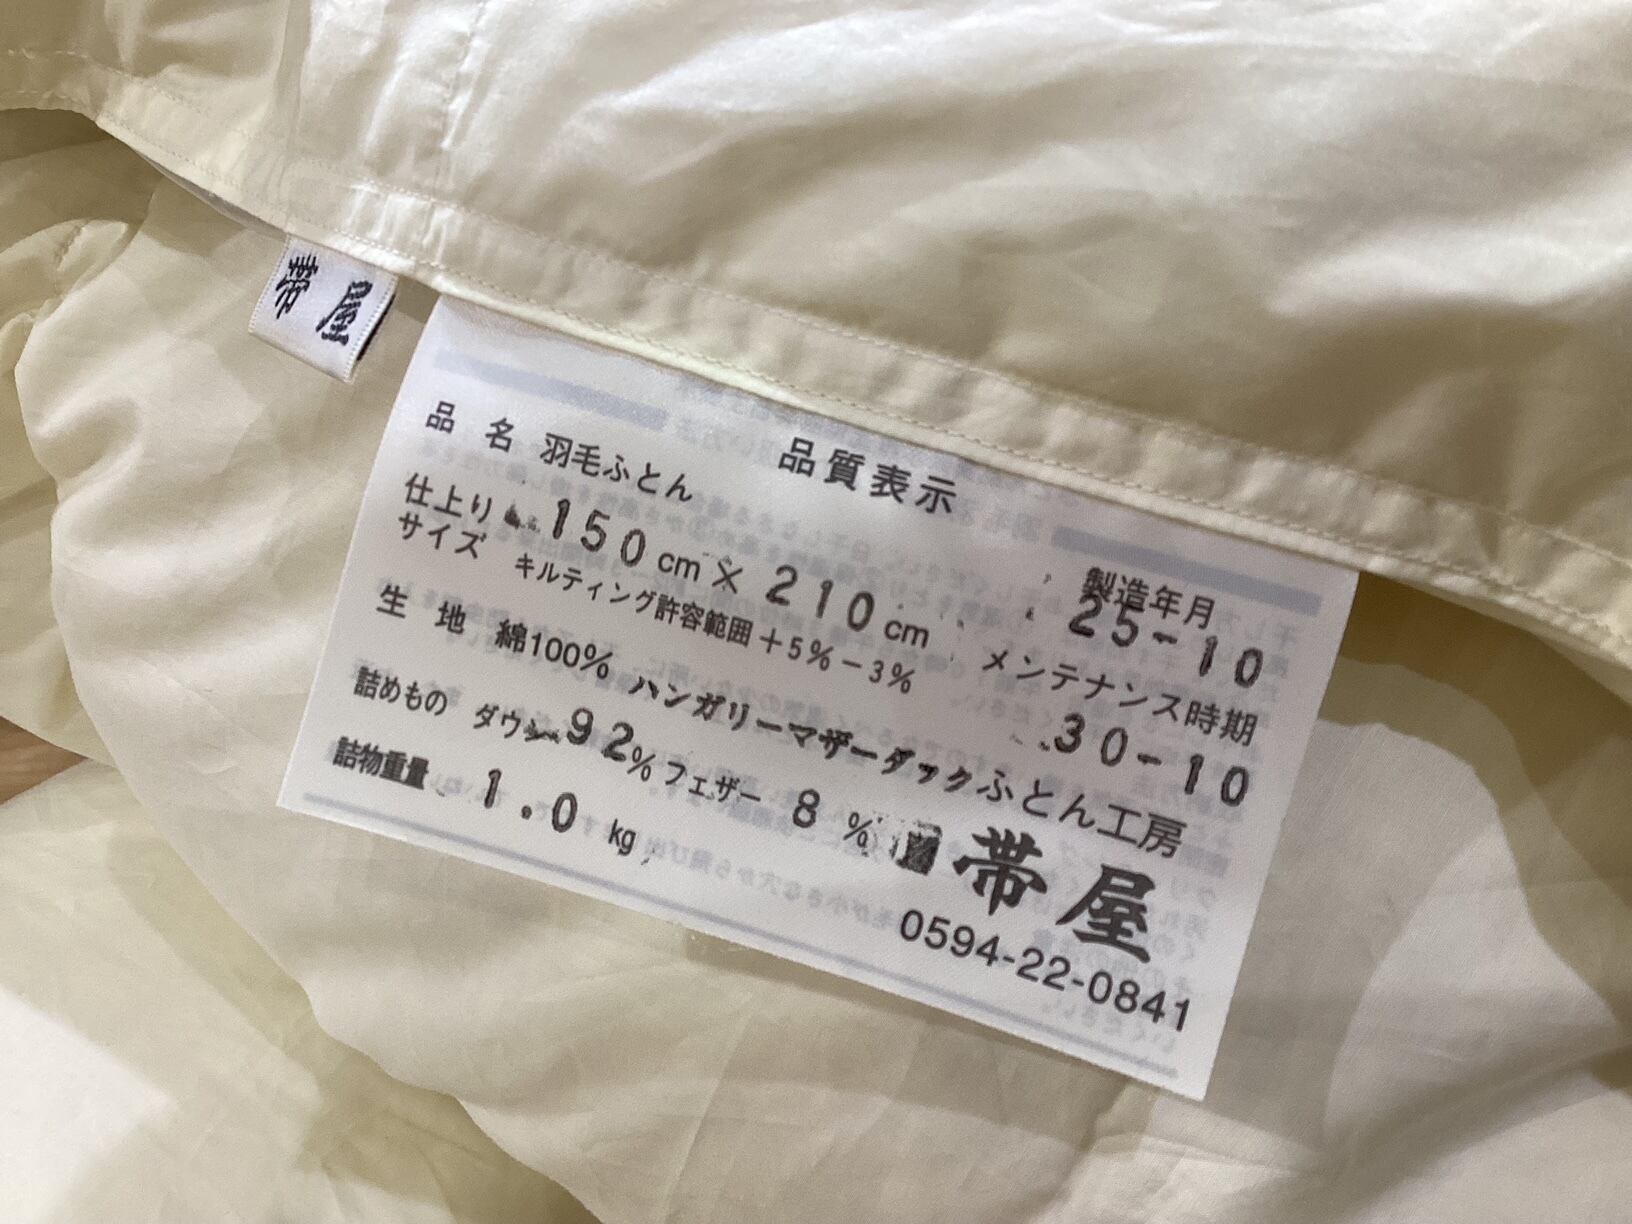 帯屋
品質表示
品 名 羽毛ふとん
仕上り サイズ 150cm×210cm
キルティング許容範囲+5%-3%
生 地 綿100%
詰めもの ダウン 92% フェザー 8%
詰物重量 1.0 kg
製造年月
25-10
メンテナンス時期
30-10
ハンガリーマザーダックふとん工房
帯屋
0594-22-0841